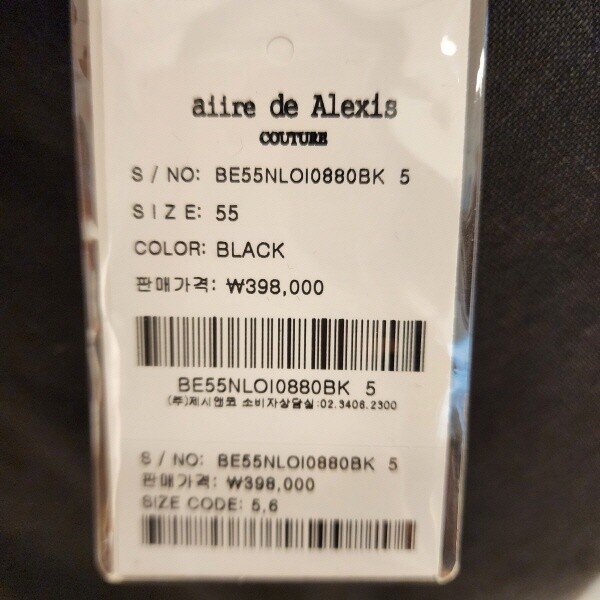 aiire de Alexis
COUTURE
S / NO: BE55NLOI0880BK 5
SIZE: 55
COLOR: BLACK
판매가격: ₩398,000
BE55NLOI0880BK 5
(주)제시앤코 소비자상담실:02.3408.2300
S / NO: BE55NLOI0880BK 5
판매가격: ₩398,000
SIZE CODE: 5,6